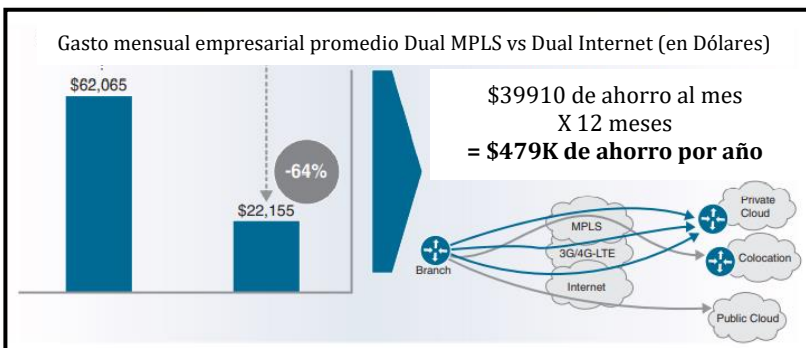 Gasto mensual empresarial promedio Dual MPLS vs Dual Internet (en Dólares)
$62,065
-64%
$22,155
$39910 de ahorro al mes
X 12 meses
= $479K de ahorro por año
Branch
MPLS
3G/4G-LTE
Internet
Private
Cloud
Colocation
Public Cloud